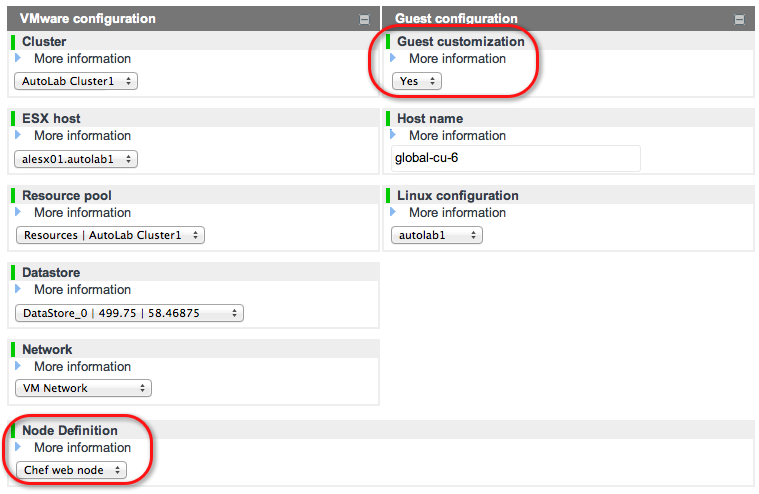 VMware configuration
Cluster
More information
AutoLab Cluster1
ESX host
More information
alesx01.autolab1
Resource pool
More information
Resources | AutoLab Cluster1
Datastore
More information
DataStore_0 | 499.75 | 58.46875
Network
More information
VM Network
Node Definition
More information
Chef web node
Guest configuration
Guest customization
More information
Yes
Host name
More information
global-cu-6
Linux configuration
More information
autolab1